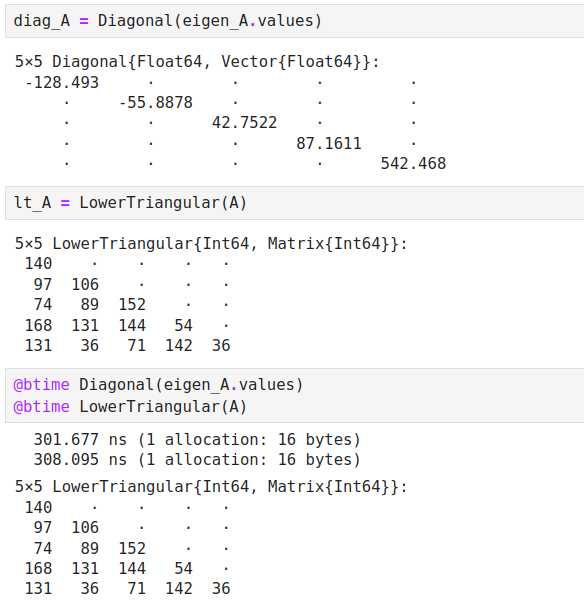 diag_A = Diagonal(eigen_A.values)
5×5 Diagonal{Float64, Vector{Float64}}:
 -128.493     ⋅        ⋅        ⋅         ⋅
     ⋅     -55.8878    ⋅        ⋅         ⋅
     ⋅        ⋅      42.7522    ⋅         ⋅
     ⋅        ⋅        ⋅      87.1611     ⋅
     ⋅        ⋅        ⋅        ⋅      542.468
lt_A = LowerTriangular(A)
5×5 LowerTriangular{Int64, Matrix{Int64}}:
 140    ⋅    ⋅    ⋅   ⋅
  97  106    ⋅    ⋅   ⋅
  74   89  152    ⋅   ⋅
 168  131  144   54   ⋅
 131   36   71  142  36
@btime Diagonal(eigen_A.values)
@btime LowerTriangular(A)
  301.677 ns (1 allocation: 16 bytes)
  308.095 ns (1 allocation: 16 bytes)
5×5 LowerTriangular{Int64, Matrix{Int64}}:
 140    ⋅    ⋅    ⋅   ⋅
  97  106    ⋅    ⋅   ⋅
  74   89  152    ⋅   ⋅
 168  131  144   54   ⋅
 131   36   71  142  36